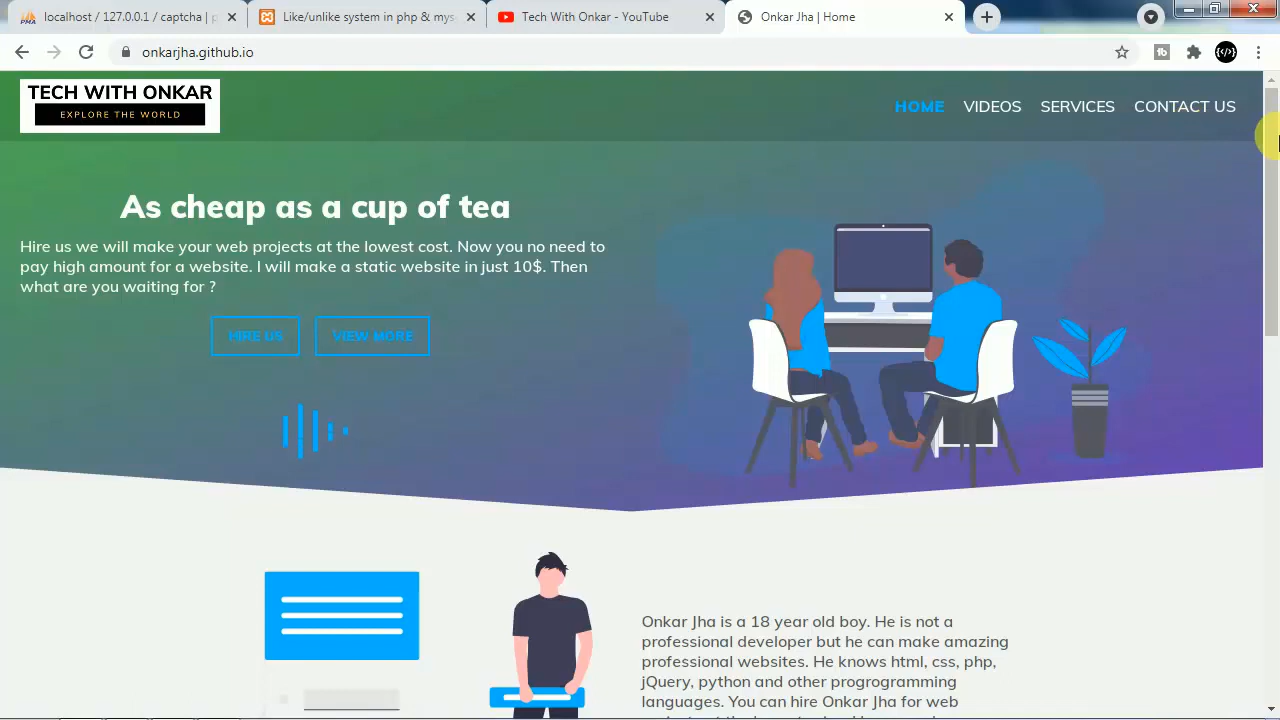 localhost / 127.0.0.1 / captcha | p
Like/unlike system in php & mys
Tech With Onkar - YouTube
Onkar Jha | Home
onkarjha.github.io
TECH WITH ONKAR
EXPLORE THE WORLD
HOME
VIDEOS
SERVICES
CONTACT US
As cheap as a cup of tea
Hire us we will make your web projects at the lowest cost. Now you no need to
pay high amount for a website. I will make a static website in just 10$. Then
what are you waiting for ?
HIRE US
VIEW MORE
Onkar Jha is a 18 year old boy. He is not a
professional developer but he can make amazing
professional websites. He knows html, css, php,
jQuery, python and other progrogramming
languages. You can hire Onkar Jha for web